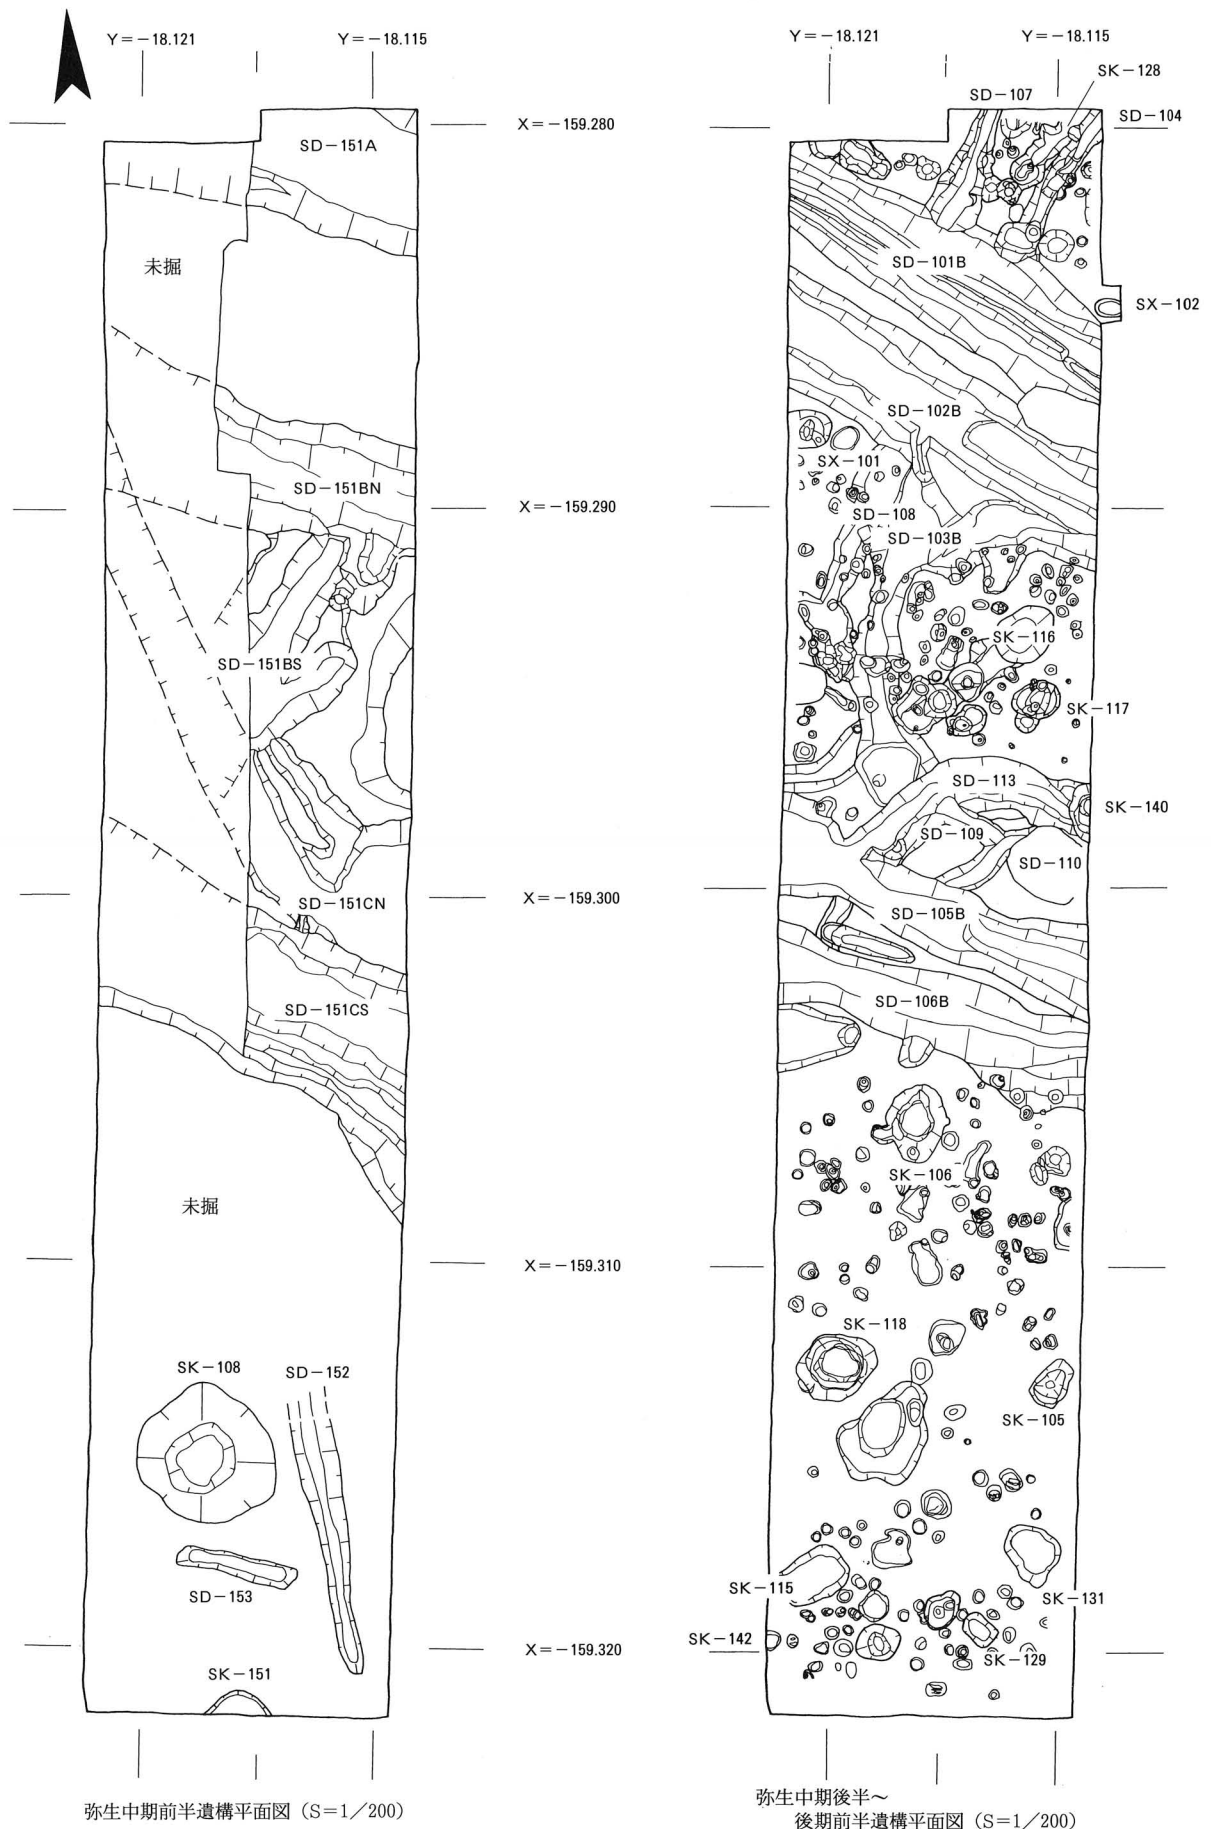 Y=-18.121
Y=-18.115
SD-151A
未掘
SD-151BN
SD-151BS
SD-151CN
SD-151CS
未掘
SK-108
SD-152
SD-153
SK-151
弥生中期前半遺構平面図 (S=1/200)
X=-159.280
X=-159.290
X=-159.300
X=-159.310
X=-159.320
Y=-18.121
Y=-18.115
SK-128
SD-107
SD-104
SD-101B
SX-102
SD-102B
SX-101
SD-108
SD-103B
SK-116
SK-117
SD-113
SK-140
SD-109
SD-110
SD-105B
SD-106B
SK-106
SK-118
SK-105
SK-115
SK-131
SK-142
SK-129
弥生中期後半~
後期前半遺構平面図 (S=1/200)